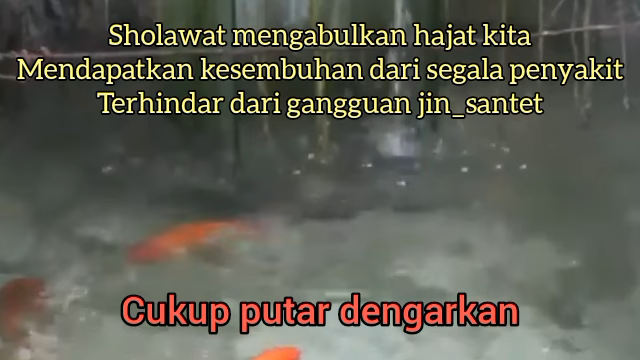 Sholawat mengabulkan hajat kita
Mendapatkan kesembuhan dari segala penyakit
Terhindar dari gangguan jin_santet
Cukup putar dengarkan